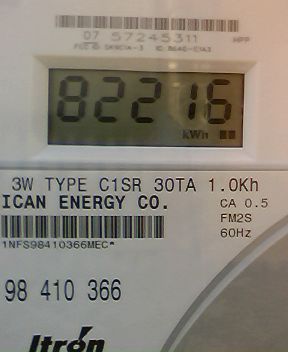 07 57245311
HPP
82216
kWh
3W TYPE C1SR 30TA 1.0Kh
ICAN ENERGY CO.
CA 0.5
FM2S
60Hz
1NFS98410366MEC*
98 410 366
Itron